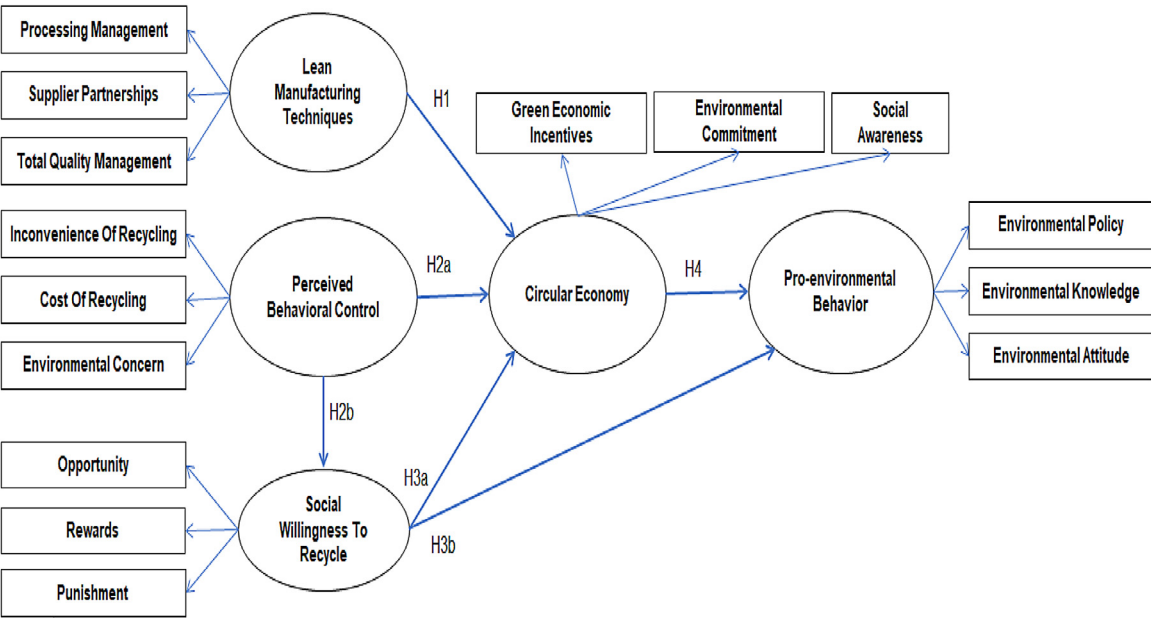 Processing Management
Supplier Partnerships
Total Quality Management
Lean
Manufacturing
Techniques
H1
Green Economic
Incentives
Environmental
Commitment
Social
Awareness
Inconvenience Of Recycling
Cost Of Recycling
Environmental Concern
Perceived
Behavioral Control
H2a
Circular Economy
H4
Pro-environmental
Behavior
Environmental Policy
Environmental Knowledge
Environmental Attitude
H2b
Opportunity
Rewards
Punishment
Social
Willingness To
Recycle
H3a
H3b